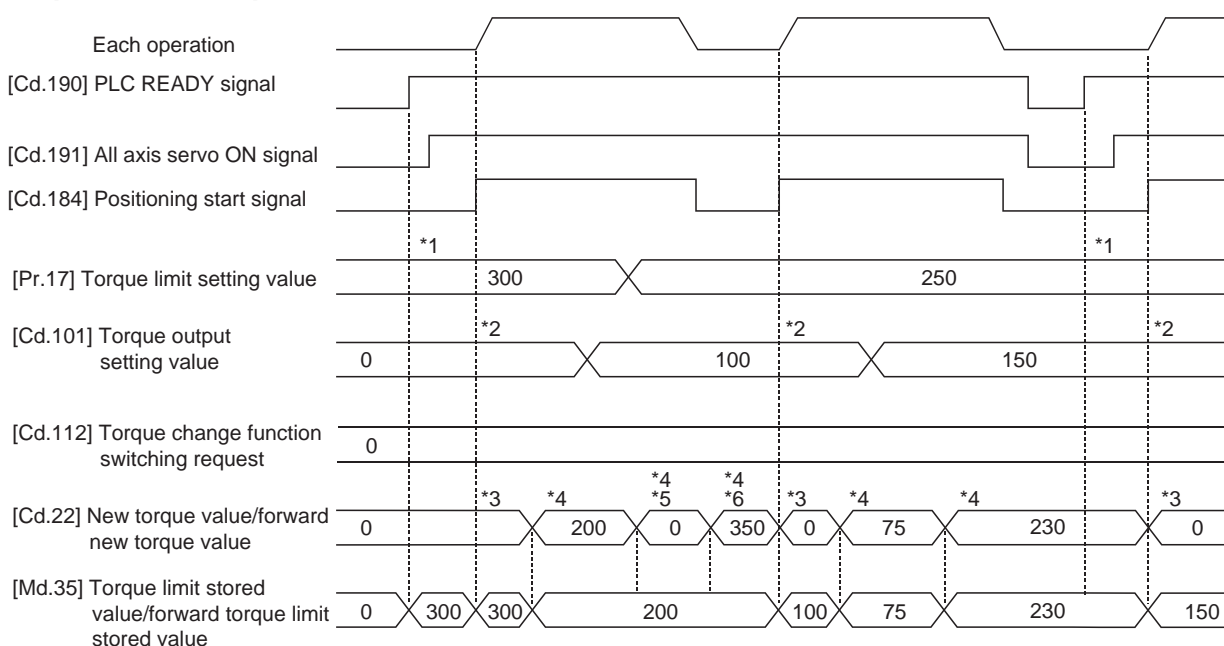 Each operation
[Cd.190] PLC READY signal
[Cd.191] All axis servo ON signal
[Cd.184] Positioning start signal
*1 *1
[Pr.17] Torque limit setting value 300 250
[Cd.101] Torque output
setting value
*2 *2 *2
0 100 150
[Cd.112] Torque change function
switching request
0
*4 *4
*3 *4 *5 *6 *3 *4 *4 *3
[Cd.22] New torque value/forward
new torque value
0 200 0 350 0 75 230 0
[Md.35] Torque limit stored
value/forward torque limit
stored value
0 300 300 200 100 75 230 150